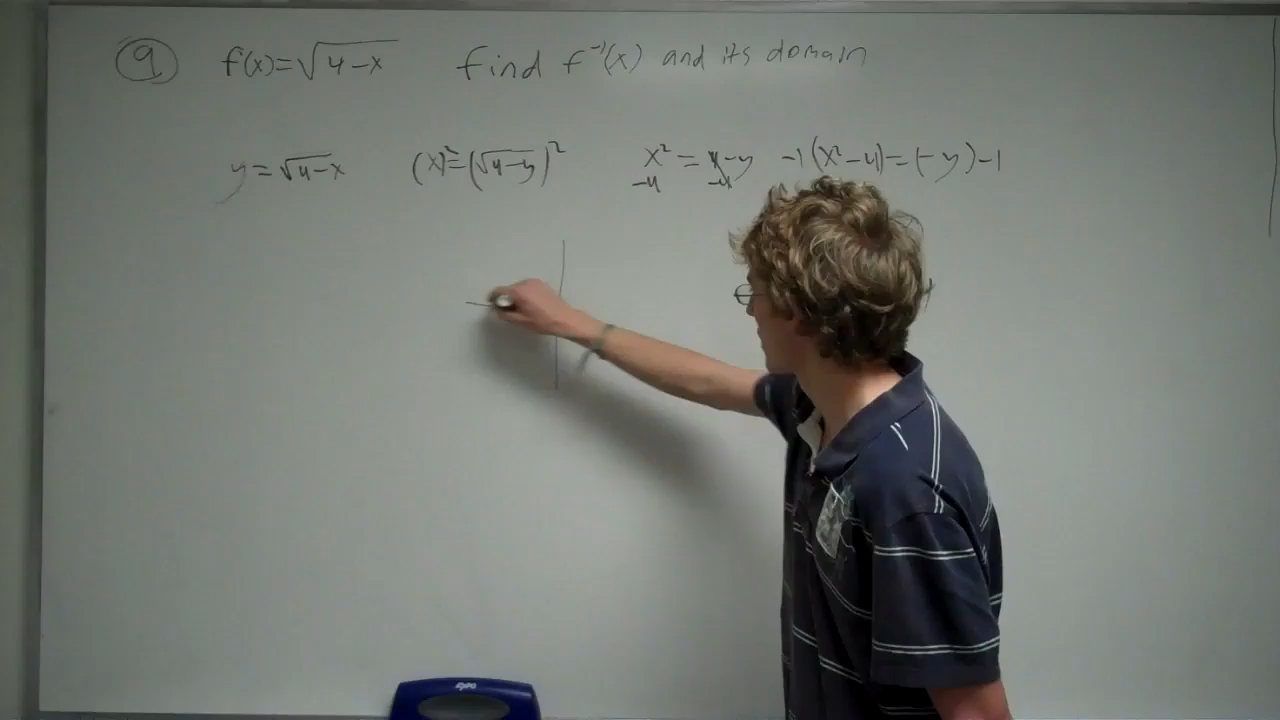 9 f(x)=√4-x find f⁻¹(x) and its domain
y=√4-x (x)²=(√4-y)² x²=4-y -1(x²-4)=(-y)-1
-4 -4
EXPO